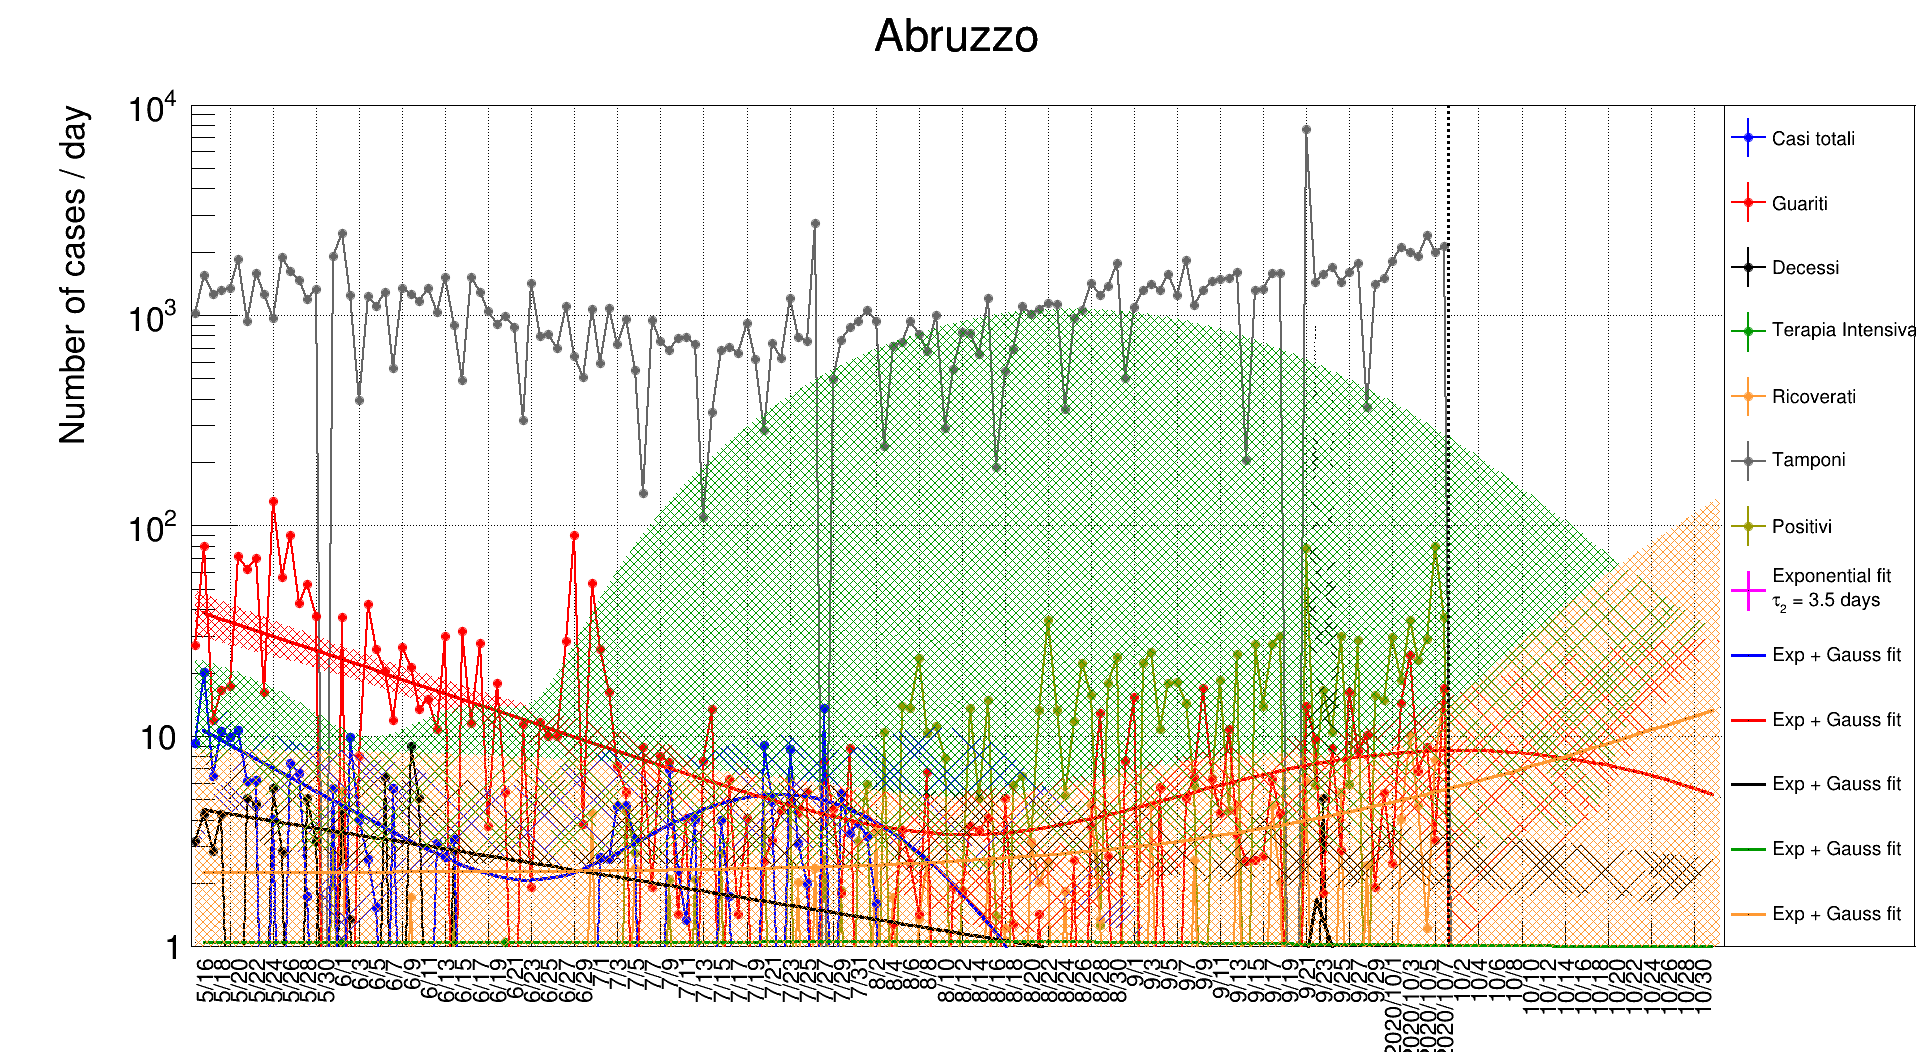 Abruzzo
Number of cases / day
10⁴
10³
10²
10
1
5/16 5/18 5/20 5/22 5/24 5/26 5/28 5/30 6/1 6/3 6/5 6/7 6/9 6/11 6/13 6/15 6/17 6/19 6/21 6/23 6/25 6/27 6/29 7/1 7/3 7/5 7/7 7/9 7/11 7/13 7/15 7/17 7/19 7/21 7/23 7/25 7/27 7/29 7/31 8/2 8/4 8/6 8/8 8/10 8/12 8/14 8/16 8/18 8/20 8/22 8/24 8/26 8/28 8/30 9/1 9/3 9/5 9/7 9/9 9/11 9/13 9/15 9/17 9/19 9/21 9/23 9/25 9/27 9/29 2020/10/1 2020/10/3 2020/10/5 2020/10/7 10/2 10/4 10/6 10/8 10/10 10/12 10/14 10/16 10/18 10/20 10/22 10/24 10/26 10/28 10/30
Casi totali
Guariti
Decessi
Terapia Intensiva
Ricoverati
Tamponi
Positivi
Exponential fit
τ₂ = 3.5 days
Exp + Gauss fit
Exp + Gauss fit
Exp + Gauss fit
Exp + Gauss fit
Exp + Gauss fit